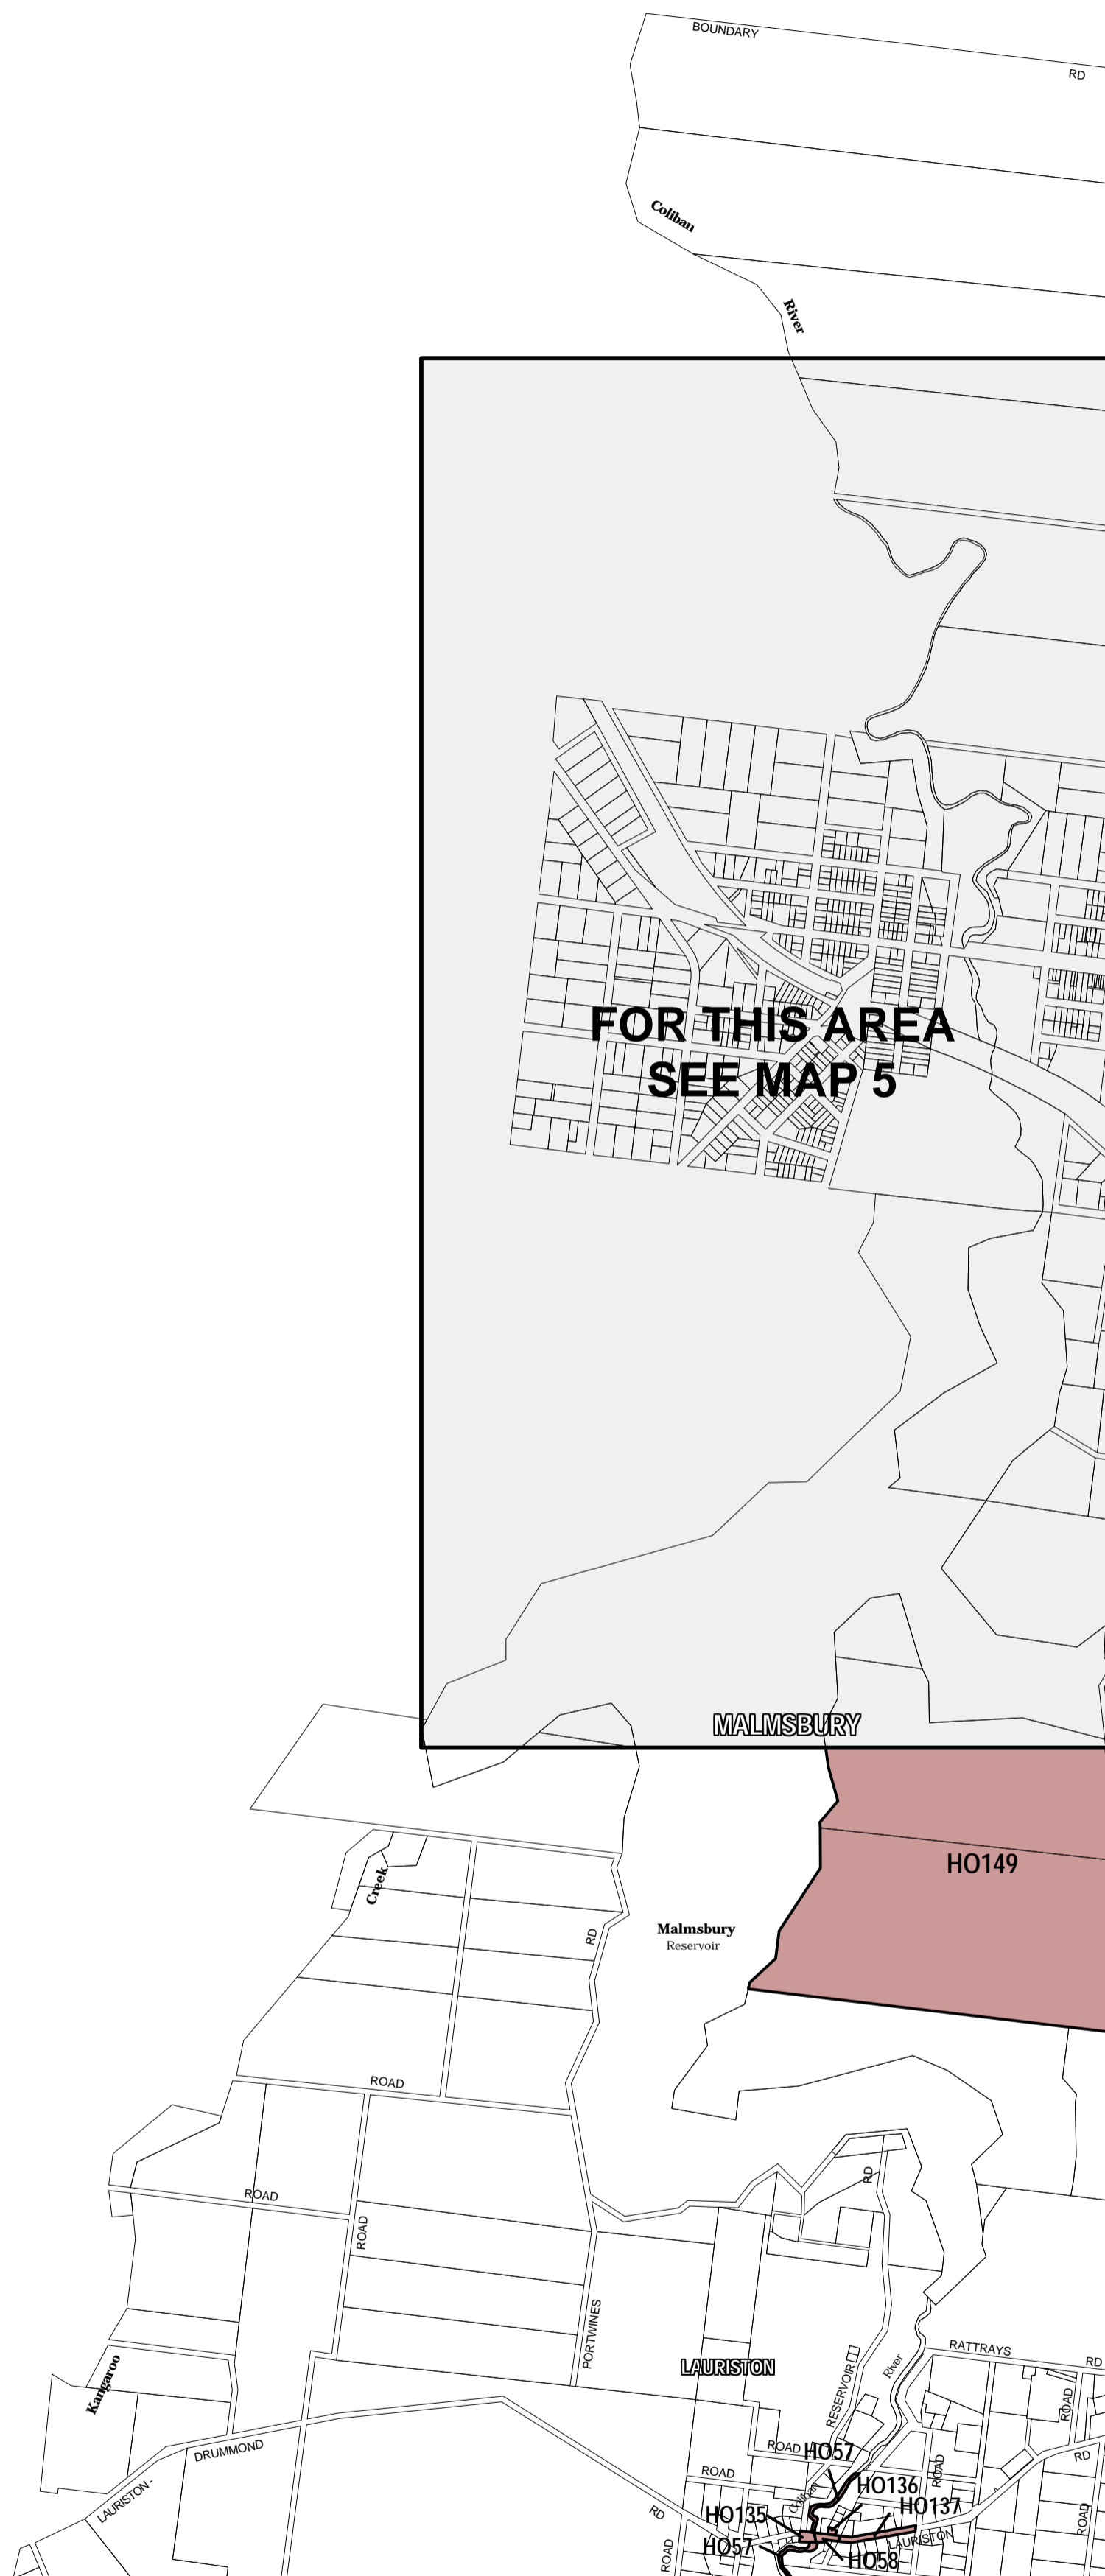 BOUNDARY
RD
Coliban
River
FOR THIS AREA
SEE MAP 5
MALMSBURY
HO149
Creek
Malmsbury
Reservoir
RD
ROAD
RD
ROAD
ROAD
PORTWINES
Kangaroo
LAURISTON
RESERVOIR
River
RATTRAYS
RD
ROAD
DRUMMOND
LAURISTON-
ROAD
HO57
RD
ROAD
ROAD
Coliban
HO136
RD
HO135
HO137
ROAD
LAURISTON
HO57
HO58
ROAD